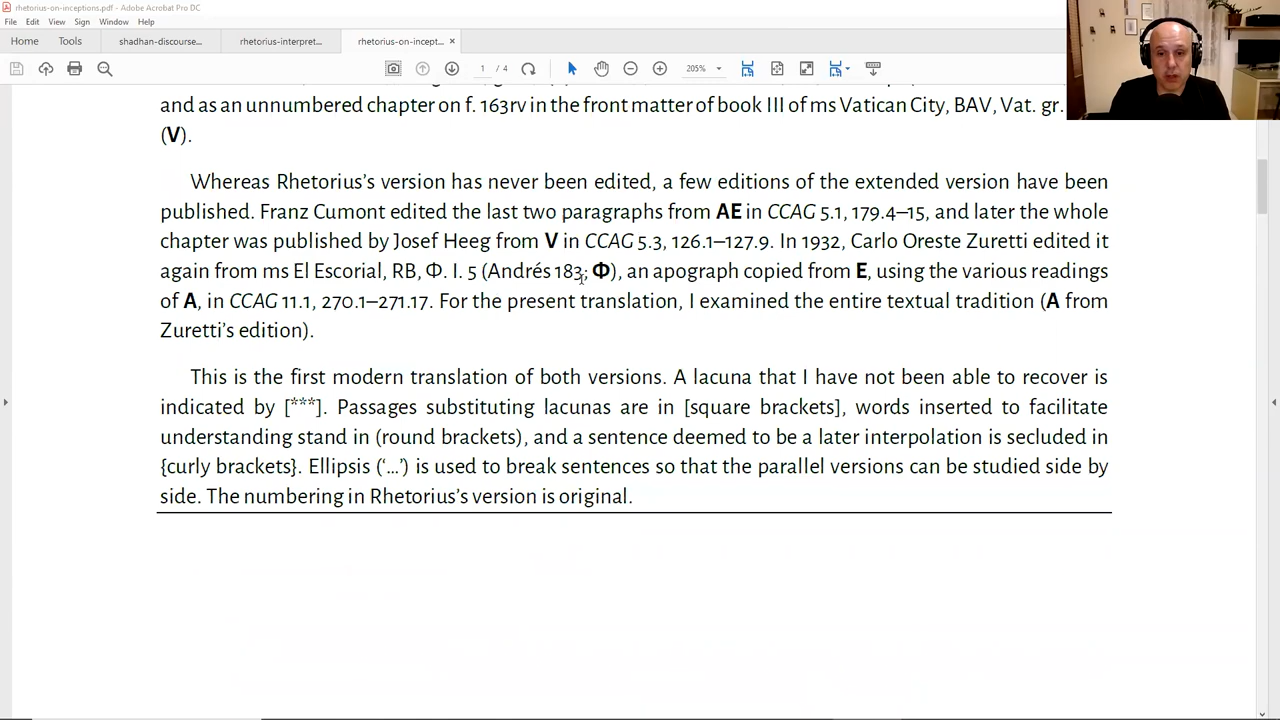 rhetorius-on-inceptions.pdf - Adobe Acrobat Pro DC
File Edit View Sign Window Help
Home Tools shadhan-discourse... rhetorius-interpret... rhetorius-on-incept... ×
1 / 4 205%
and as an unnumbered chapter on f. 163rv in the front matter of book III of ms Vatican City, BAV, Vat. gr.
(V).
Whereas Rhetorius’s version has never been edited, a few editions of the extended version have been
published. Franz Cumont edited the last two paragraphs from AE in CCAG 5.1, 179.4–15, and later the whole
chapter was published by Josef Heeg from V in CCAG 5.3, 126.1–127.9. In 1932, Carlo Oreste Zuretti edited it
again from ms El Escorial, RB, Φ. I. 5 (Andrés 183; Φ), an apograph copied from E, using the various readings
of A, in CCAG 11.1, 270.1–271.17. For the present translation, I examined the entire textual tradition (A from
Zuretti’s edition).
This is the first modern translation of both versions. A lacuna that I have not been able to recover is
indicated by [***]. Passages substituting lacunas are in [square brackets], words inserted to facilitate
understanding stand in (round brackets), and a sentence deemed to be a later interpolation is secluded in
{curly brackets}. Ellipsis (‘...’) is used to break sentences so that the parallel versions can be studied side by
side. The numbering in Rhetorius’s version is original.